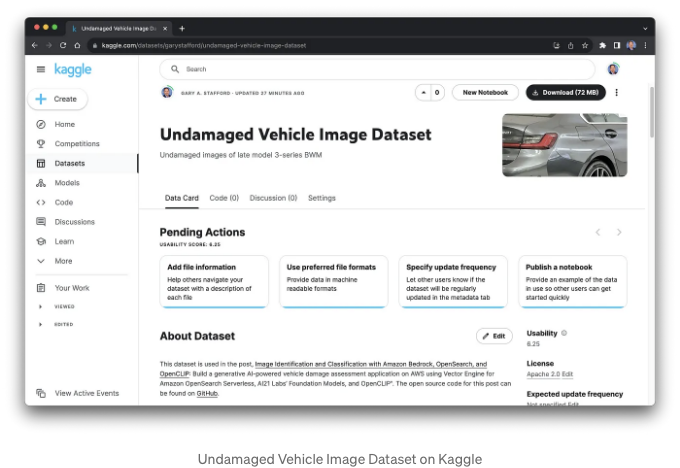 Undamaged Vehicle Image Dat
kaggle.com/datasets/garystafford/undamaged-vehicle-image-dataset
kaggle
Search
Create
GARY A. STAFFORD · UPDATED 37 MINUTES AGO
0
New Notebook
Download (72 MB)
Undamaged Vehicle Image Dataset
Undamaged images of late model 3-series BWM
Home
Competitions
Datasets
Models
Code
Discussions
Learn
More
Your Work
VIEWED
EDITED
View Active Events
Data Card
Code (0)
Discussion (0)
Settings
Pending Actions
USABILITY SCORE: 6.25
Add file information
Help others navigate your
dataset with a description of
each file
Use preferred file formats
Provide data in machine
readable formats
Specify update frequency
Let other users know if the
dataset will be regularly
updated in the metadata tab
Publish a notebook
Provide an example of the data
in use so other users can get
started quickly
About Dataset
Edit
This dataset is used in the post, Image Identification and Classification with Amazon Bedrock, OpenSearch, and
OpenCLIP: Build a generative AI-powered vehicle damage assessment application on AWS using Vector Engine for
Amazon OpenSearch Serverless, AI21 Labs' Foundation Models, and OpenCLIP". The open source code for this post can
be found on GitHub.
Usability
6.25
License
Apache 2.0 Edit
Expected update frequency
Not specified Edit
Undamaged Vehicle Image Dataset on Kaggle